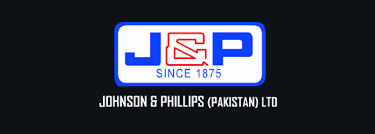 J&P
SINCE 1875
JOHNSON & PHILLIPS (PAKISTAN) LTD